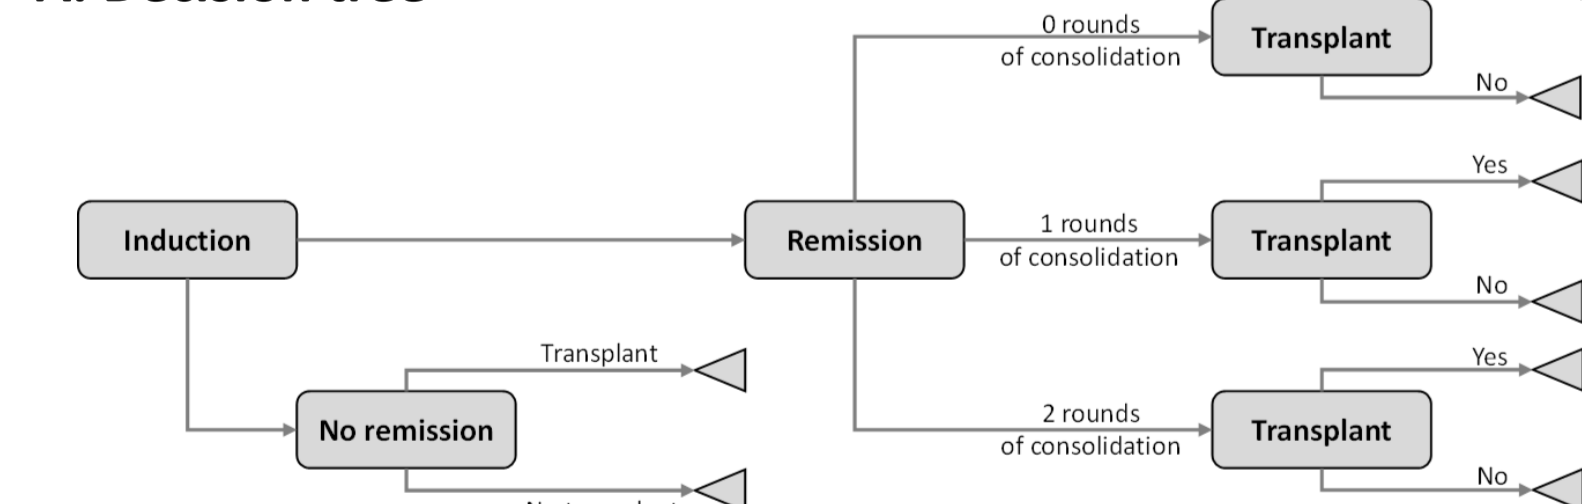 0 rounds
of consolidation
Transplant
No
Yes
Induction
Remission
1 rounds
of consolidation
Transplant
No
Transplant
Yes
No remission
2 rounds
of consolidation
Transplant
No